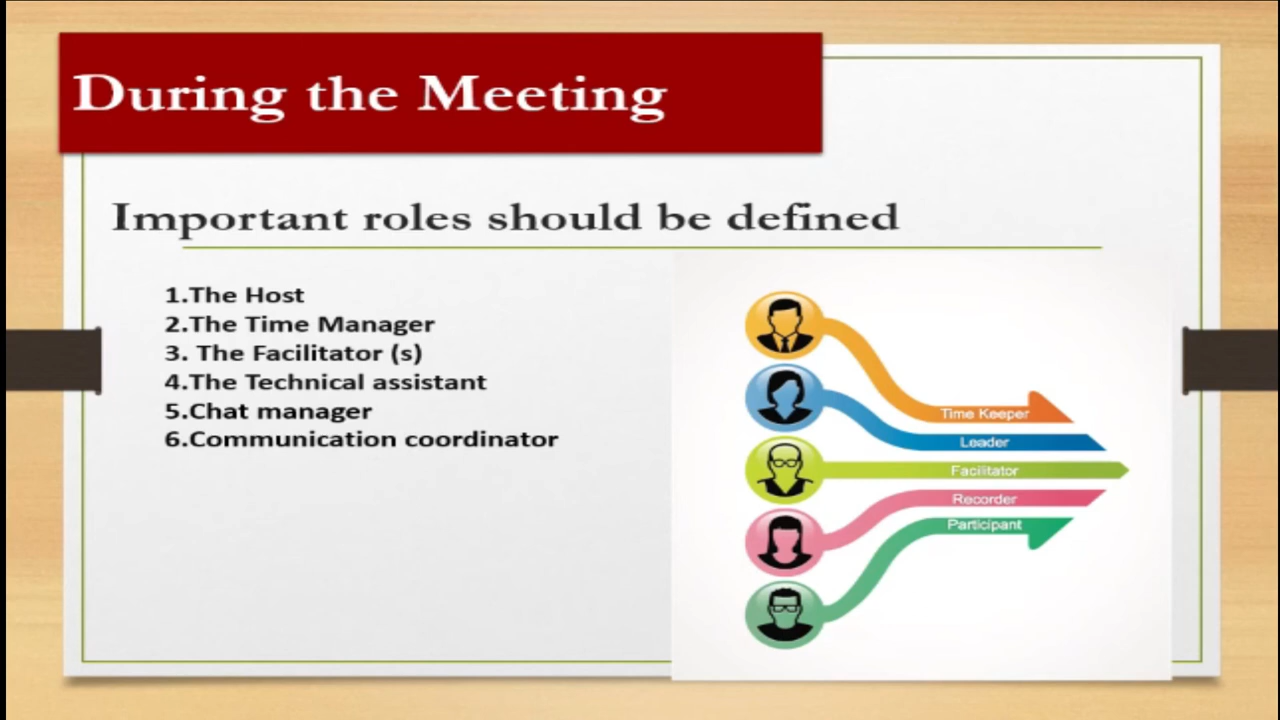 During the Meeting
Important roles should be defined
1.The Host
2.The Time Manager
3. The Facilitator (s)
4.The Technical assistant
5.Chat manager
6.Communication coordinator
Time Keeper
Leader
Facilitator
Recorder
Participant